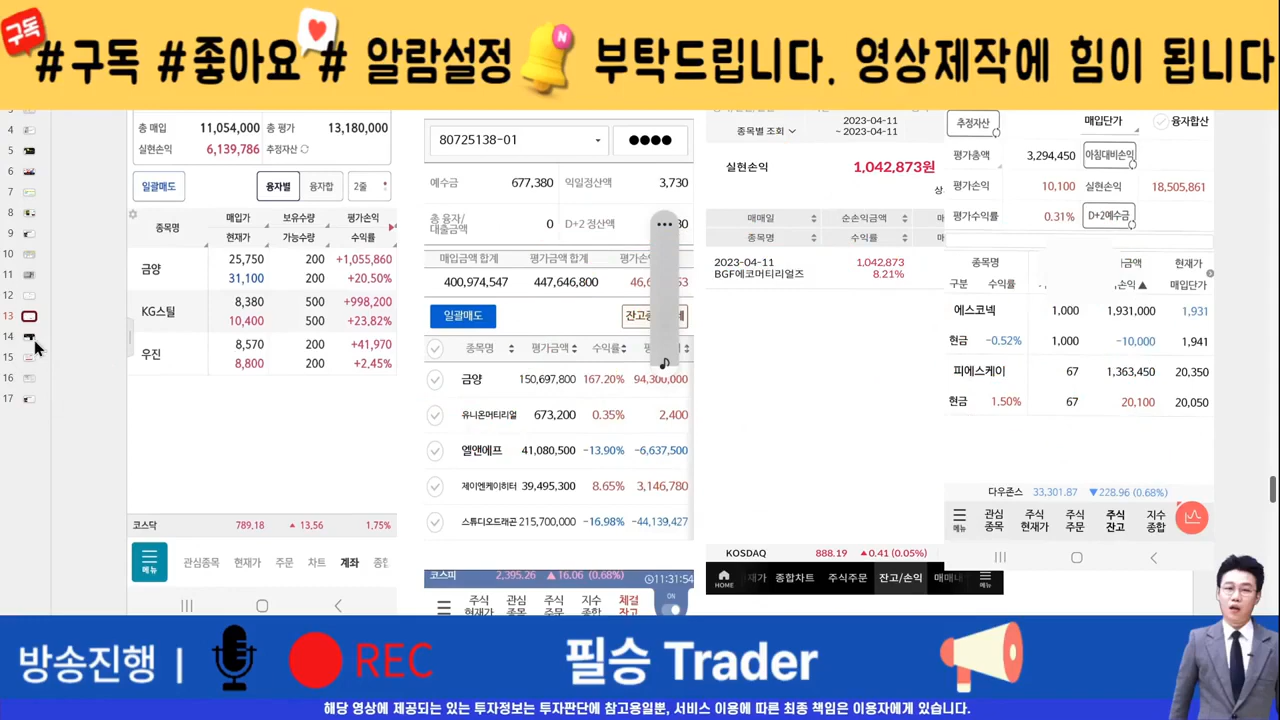 구독
#구독 #좋아요 # 알람설정 N 부탁드립니다. 영상제작에 힘이 됩니다
4
5
6
7
8
9
10
11
12
13
14
15
16
17
총 매입 11,054,000 총 평가 13,180,000
실현손익 6,139,786 추정자산
일괄매도 융자별 융자합 2줄
종목명 매입가 보유수량 평가손익
현재가 가능수량 수익률
금양 25,750 200 +1,055,860
31,100 200 +20.50%
KG스틸 8,380 500 +998,200
10,400 500 +23,82%
우진 8,570 200 +41,970
8,800 200 +2.45%
코스닥 789.18 ▲ 13,56 1,75%
메뉴 관심종목 현재가 주문 차트 계좌
80725138-01 ●●●●
예수금 677,380 익일정산액 3,730
총 융자/
대출금액 0 D+2 정산액
매입금액 합계 평가금액 합계
400,974,547 447,646,800
일괄매도
종목명 평가금액 수익률
금양 150,697,800 167.20% 94,300,000
유니온머티리얼 673,200 0.35% 2,400
엘앤에프 41,080,500 -13.90% -6,637,500
제이엔케이히터 39,495,300 8.65% 3,146,780
스튜디오드래곤 215,700,000 -16.98% -44,139,427
코스피 2,395.26 ▲ 16.06 (0.68%) 11:31:54
주식 관심 주식 지수 체결 ON
현재가 종목 주문 종합 잔고
종목별 조회 2023-04-11
~ 2023-04-11
실현손익 1,042,873원
매매일 순손익금액
종목명 수익률
2023-04-11 1,042,873
BGF에코머티리얼즈 8.21%
KOSDAQ 888.19 ▲0.41 (0.05%)
HOME 재가 종합차트 주식주문 잔고/손익 매매내 메뉴
추정자산 매입단가 융자합산
평가총액 3,294,450 아침대비손익
평가손익 10,100 실현손익 18,505,861
평가수익률 0.31% D+2예수금
종목명 금액 현재가
구분 수익률 손익▲ 매입단가
에스코넥 1,000 1,931,000 1,931
현금 -0.52% 1,000 -10,000 1,941
피에스케이 67 1,363,450 20,350
현금 1.50% 67 20,100 20,050
다우존스 33,301.87 ▼228.96 (0.68%)
메뉴 관심 주식 주식 주식 지수
종목 현재가 주문 잔고 종합
방송진행 | REC 필승 Trader
해당 영상에 제공되는 있는 투자정보는 투자판단에 참고용일뿐, 서비스 이용에 따른 최종 책임은 이용자에게 있습니다.